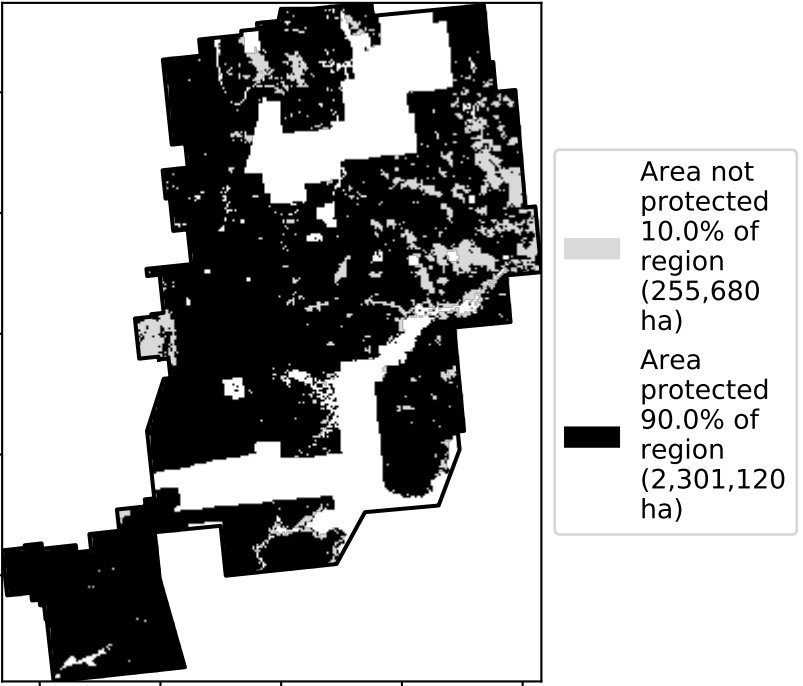 Area not
protected
10.0% of
region
(255,680
ha)
Area
protected
90.0% of
region
(2,301,120
ha)